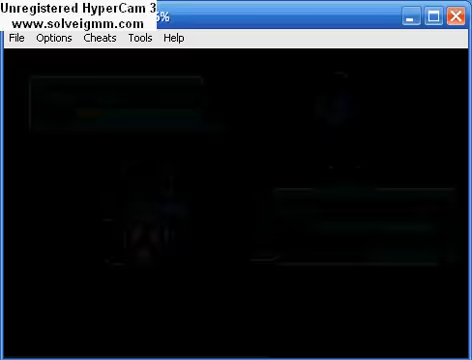 Unregistered HyperCam 3
www.solveigmm.com
%
File Options Cheats Tools Help